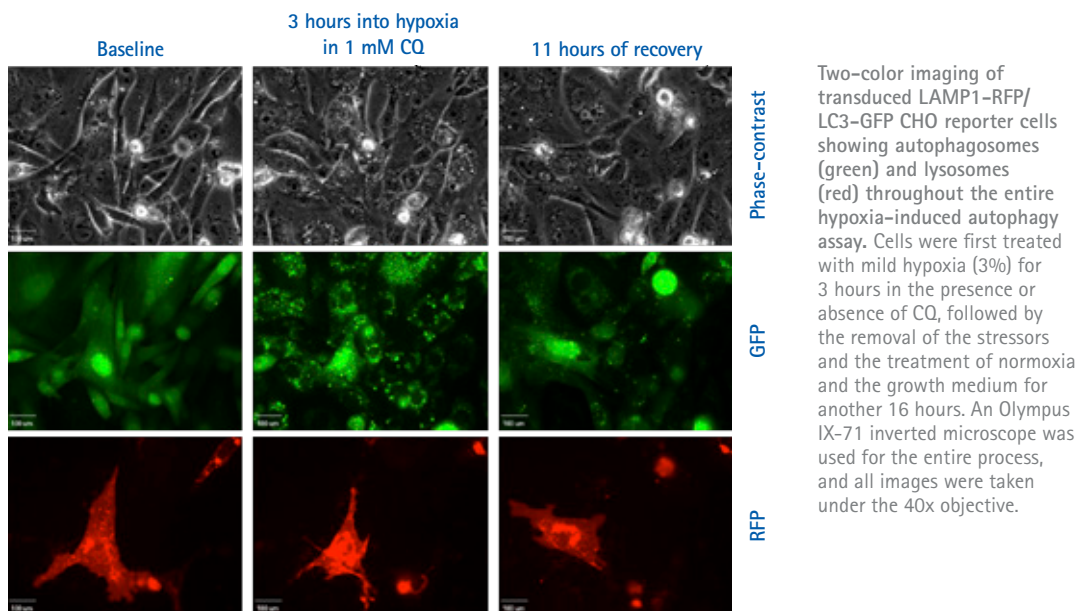 Baseline
3 hours into hypoxia
in 1 mM CQ
11 hours of recovery
Phase-contrast
GFP
RFP
Two-color imaging of
transduced LAMP1-RFP/
LC3-GFP CHO reporter cells
showing autophagosomes
(green) and lysosomes
(red) throughout the entire
hypoxia-induced autophagy
assay. Cells were first treated
with mild hypoxia (3%) for
3 hours in the presence or
absence of CQ, followed by
the removal of the stressors
and the treatment of normoxia
and the growth medium for
another 16 hours. An Olympus
IX-71 inverted microscope was
used for the entire process,
and all images were taken
under the 40x objective.